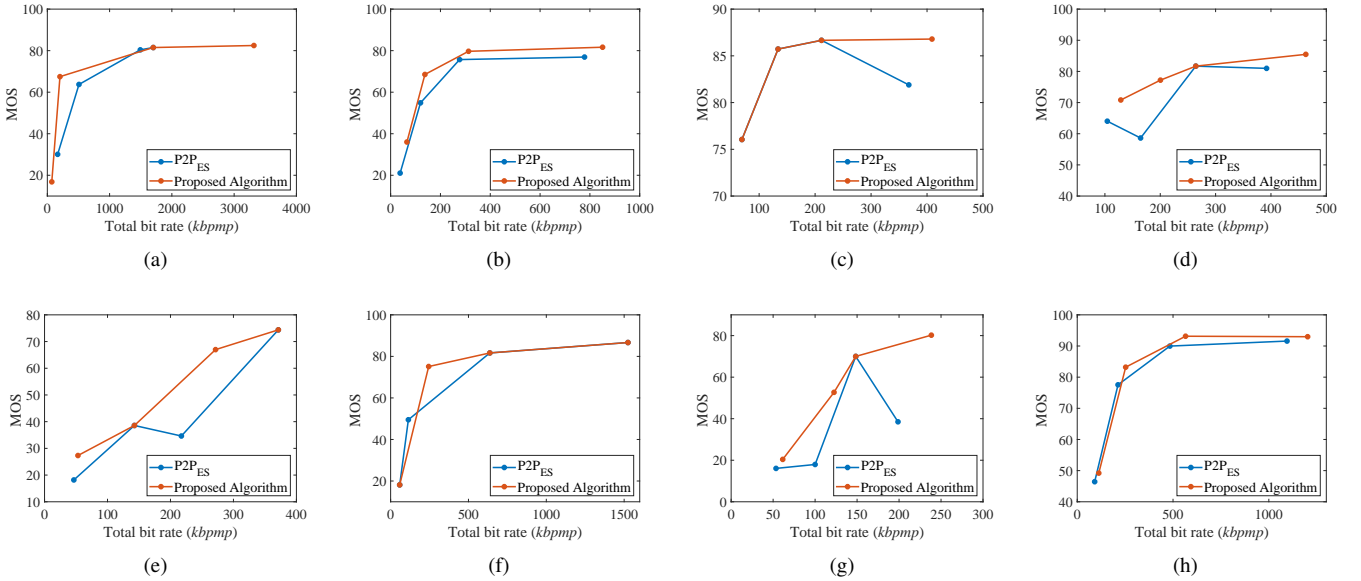 100
80
60
40
20
MOS
P2P_ES
Proposed Algorithm
0 1000 2000 3000 4000
Total bit rate (kbpmp)
(a)
100
80
60
40
20
MOS
P2P_ES
Proposed Algorithm
0 200 400 600 800 1000
Total bit rate (kbpmp)
(b)
90
85
80
75
70
MOS
P2P_ES
Proposed Algorithm
100 200 300 400 500
Total bit rate (kbpmp)
(c)
100
90
80
70
60
50
40
MOS
P2P_ES
Proposed Algorithm
100 200 300 400 500
Total bit rate (kbpmp)
(d)
80
70
60
50
40
30
20
10
MOS
P2P_ES
Proposed Algorithm
0 100 200 300 400
Total bit rate (kbpmp)
(e)
100
80
60
40
20
MOS
P2P_ES
Proposed Algorithm
0 500 1000 1500
Total bit rate (kbpmp)
(f)
80
60
40
20
0
MOS
P2P_ES
Proposed Algorithm
0 50 100 150 200 250 300
Total bit rate (kbpmp)
(g)
100
90
80
70
60
50
40
MOS
P2P_ES
Proposed Algorithm
0 500 1000
Total bit rate (kbpmp)
(h)